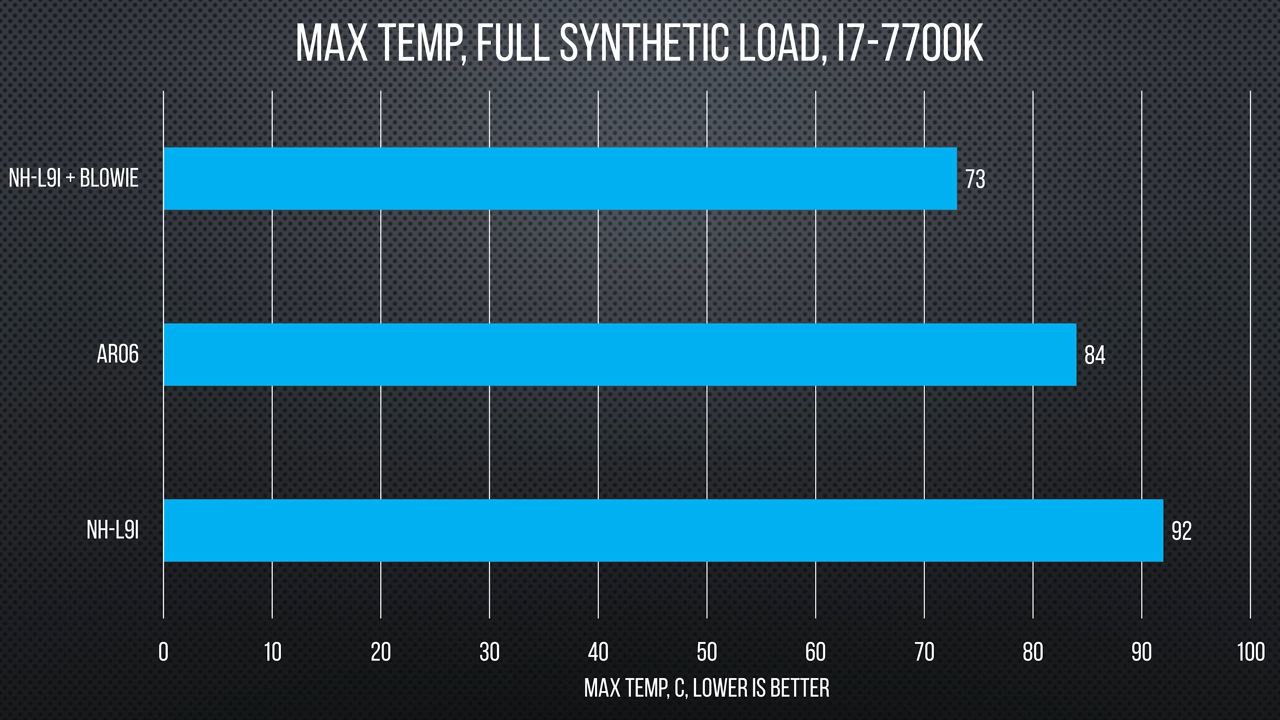 MAX TEMP, FULL SYNTHETIC LOAD, I7-7700K
NH-L9I + BLOWIE
73
AR06
84
NH-L9I
92
0 10 20 30 40 50 60 70 80 90 100
MAX TEMP, C, LOWER IS BETTER